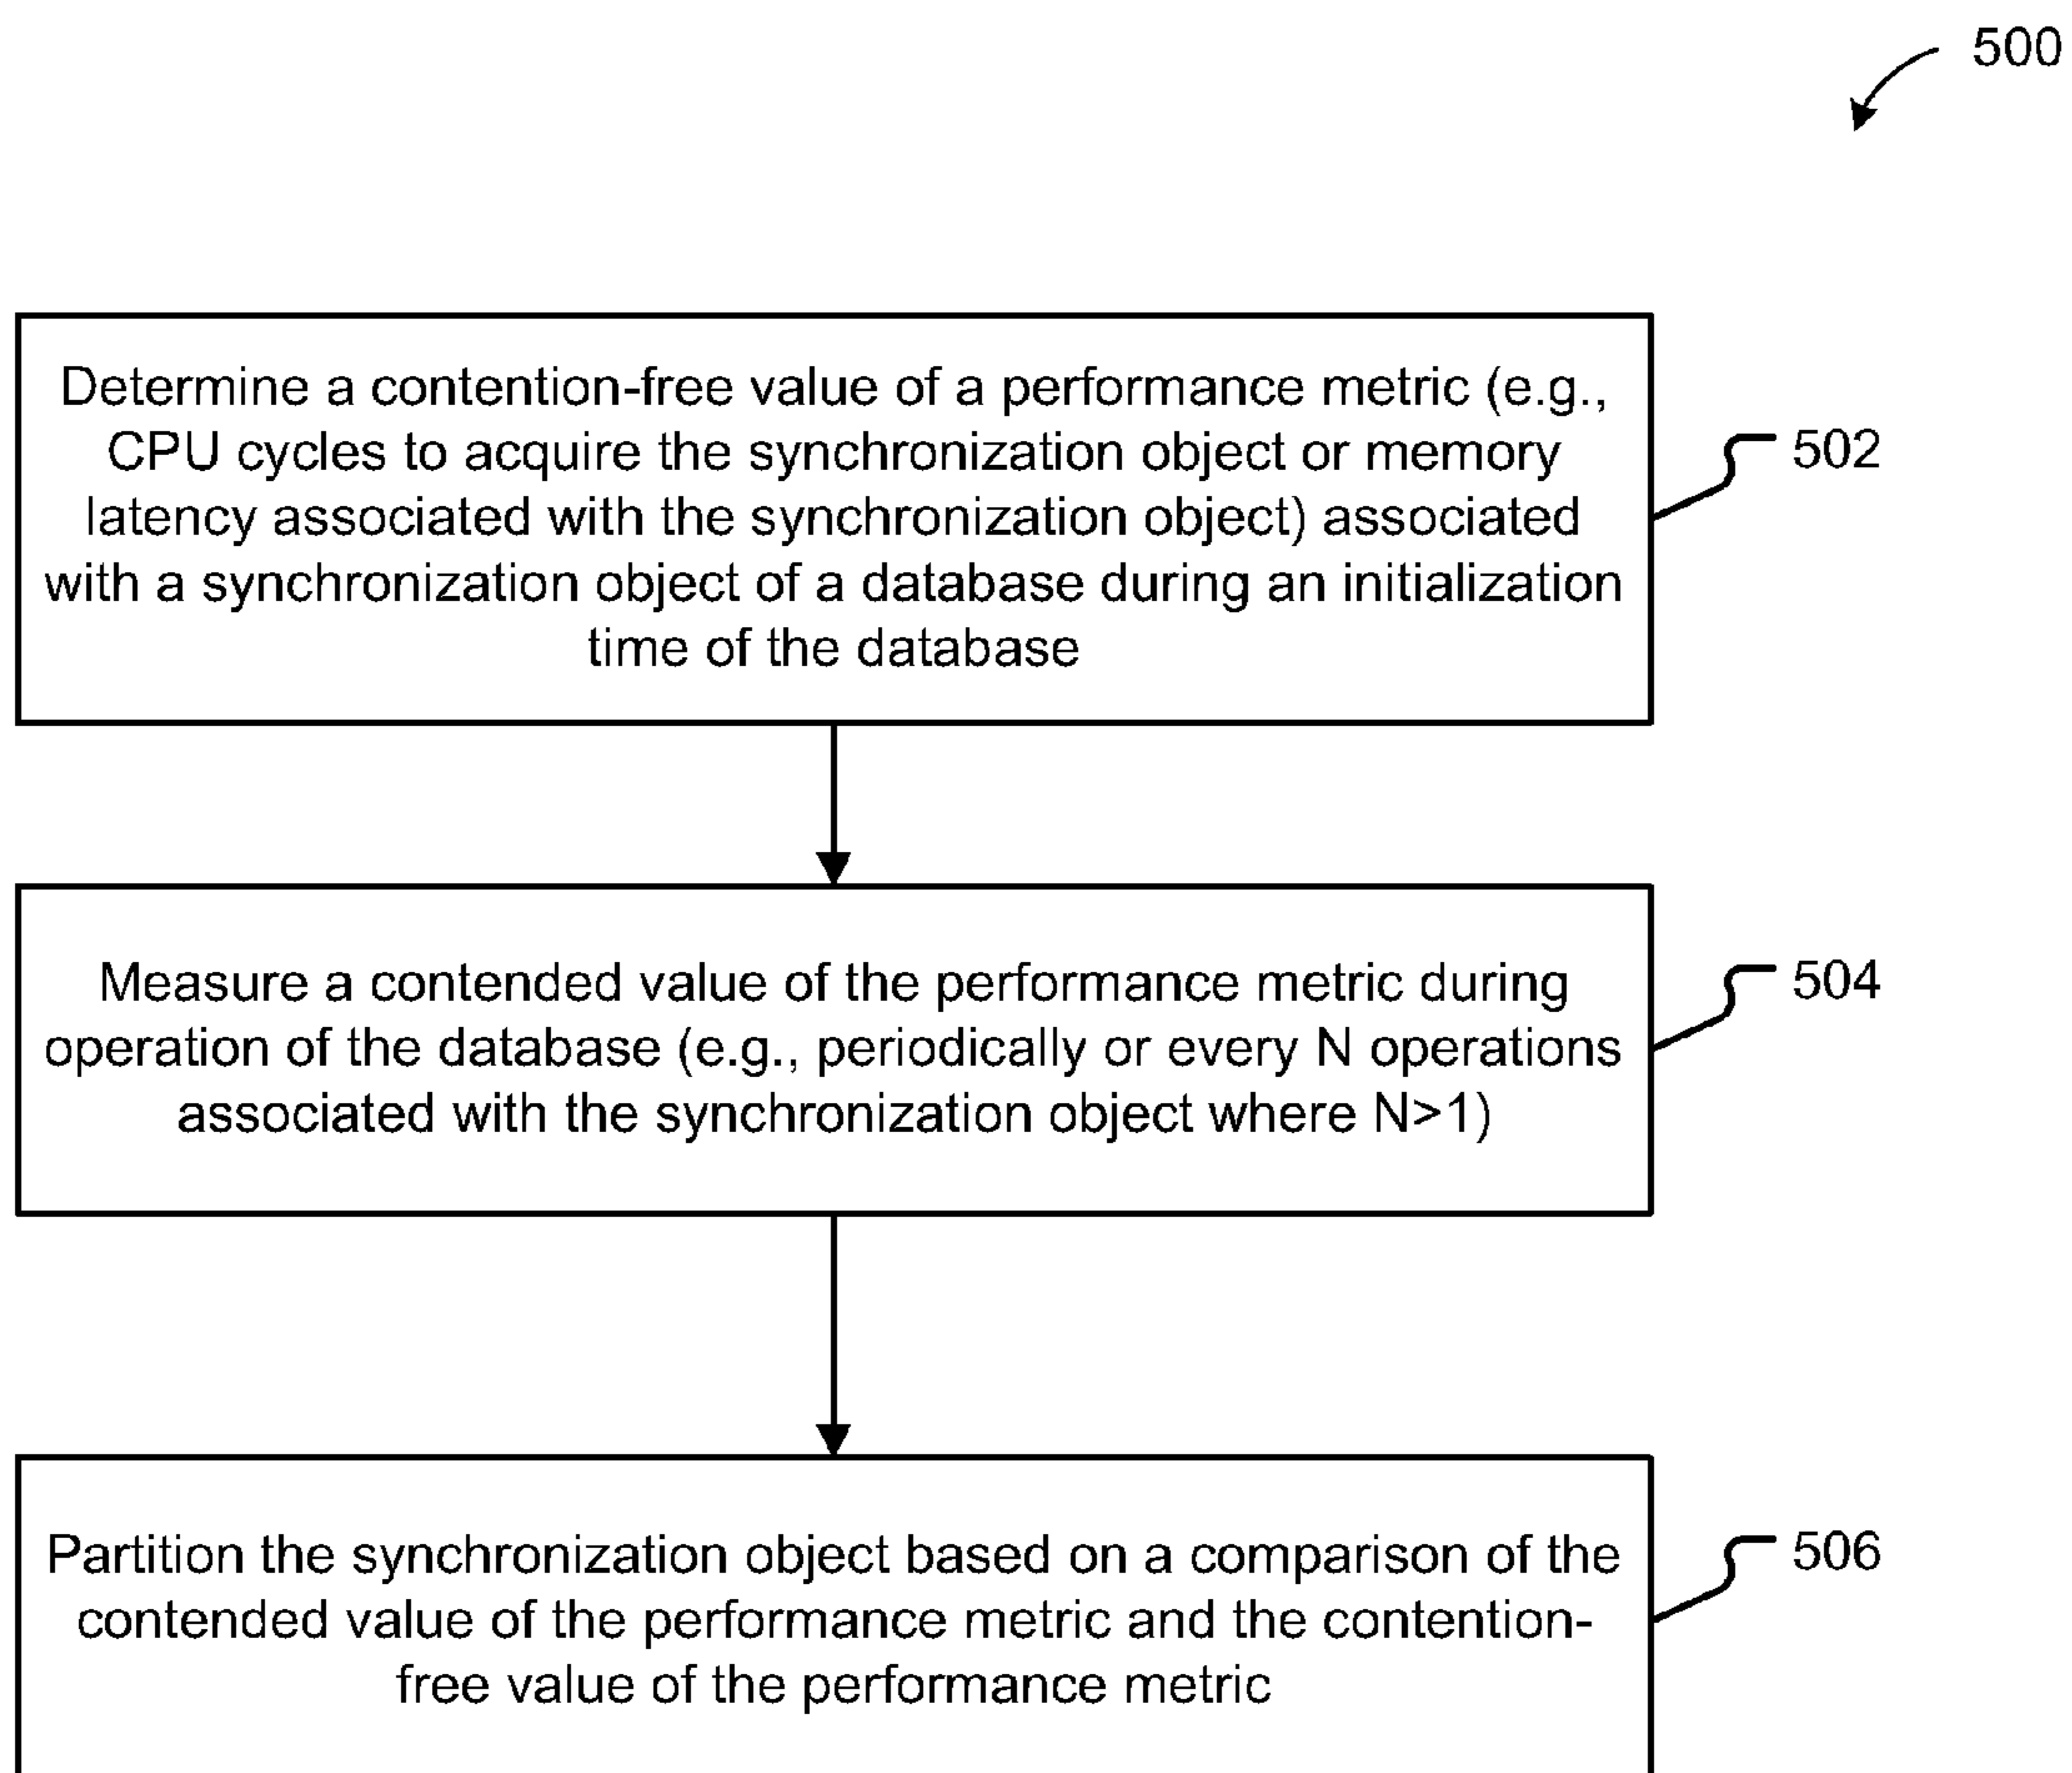 500
Determine a contention-free value of a performance metric (e.g.,
CPU cycles to acquire the synchronization object or memory
latency associated with the synchronization object) associated
with a synchronization object of a database during an initialization
time of the database
502
Measure a contended value of the performance metric during
operation of the database (e.g., periodically or every N operations
associated with the synchronization object where N>1)
504
Partition the synchronization object based on a comparison of the
contended value of the performance metric and the contention-
free value of the performance metric
506